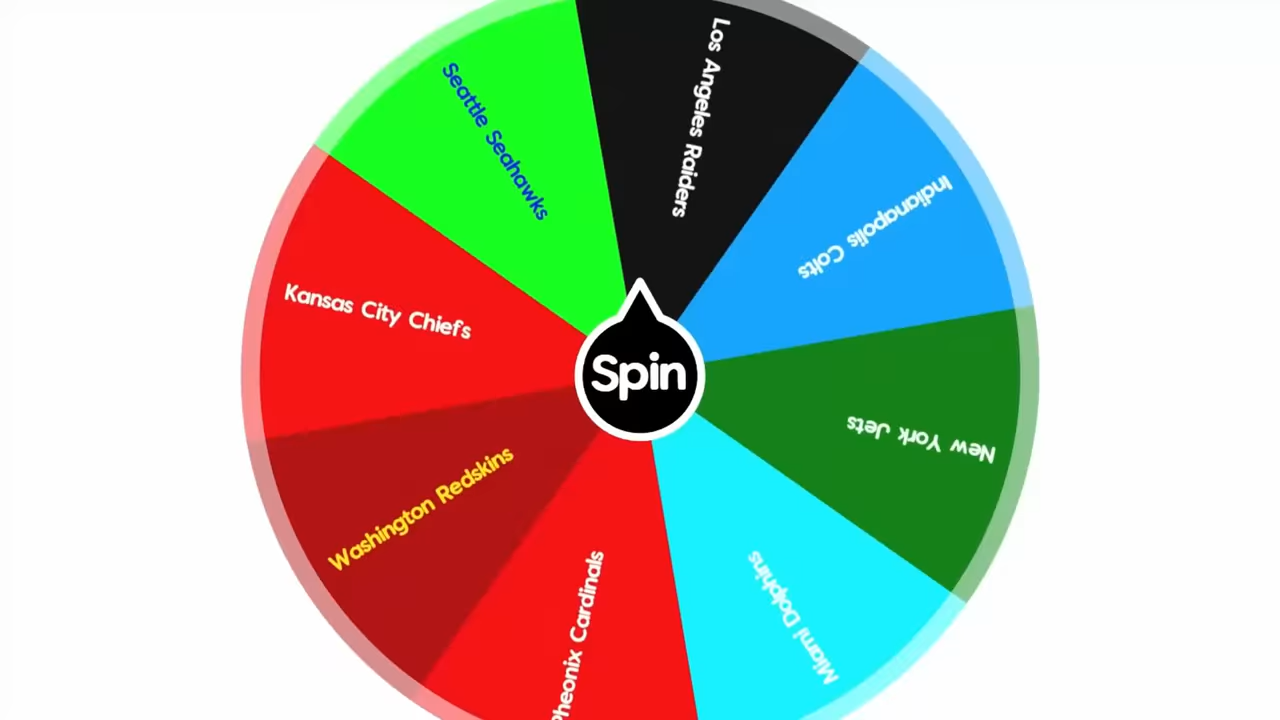 Los Angeles Raiders
Indianapolis Colts
New York Jets
Miami Dolphins
Pheonix Cardinals
Washington Redskins
Kansas City Chiefs
Seattle Seahawks
Spin